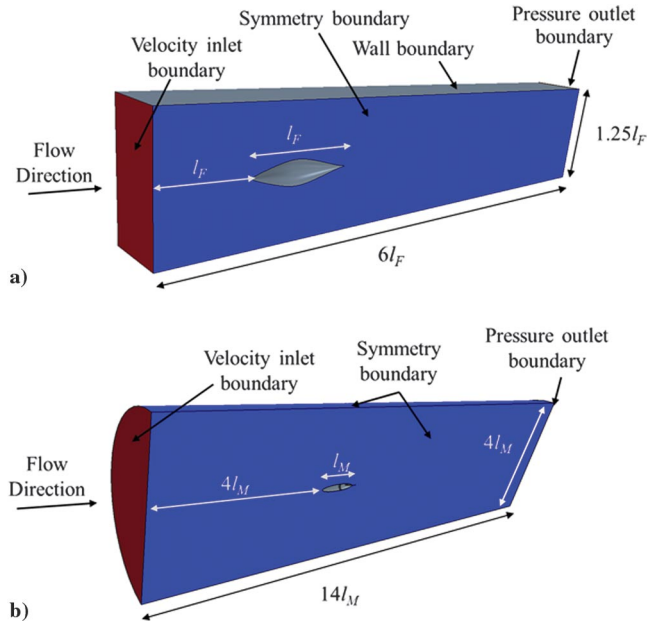 Symmetry boundary
Pressure outlet
boundary
Velocity inlet
boundary
Wall boundary
Flow
Direction
l_F
l_F
1.25l_F
6l_F
a)
Velocity inlet
boundary
Symmetry
boundary
Pressure outlet
boundary
Flow
Direction
l_M
4l_M
4l_M
14l_M
b)